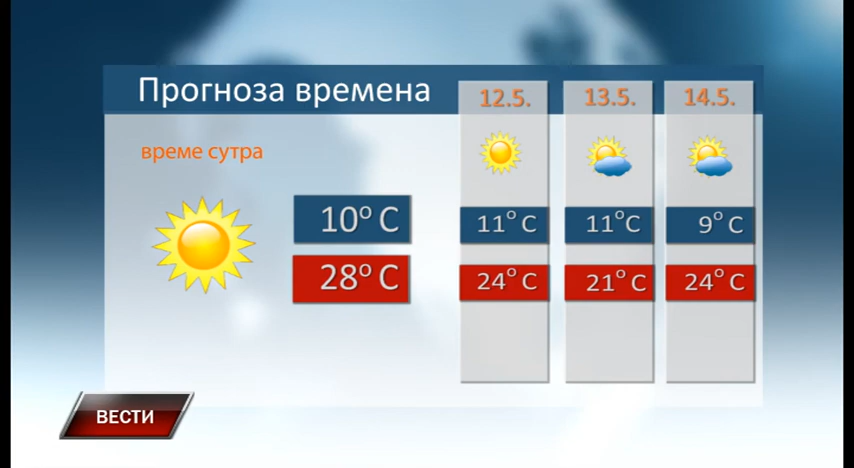 Прогноза времена
време сутра
10° C
28° C
12.5.
11° C
24° C
13.5.
11°C
21° C
14.5.
9° C
24° C
ВЕСТИ